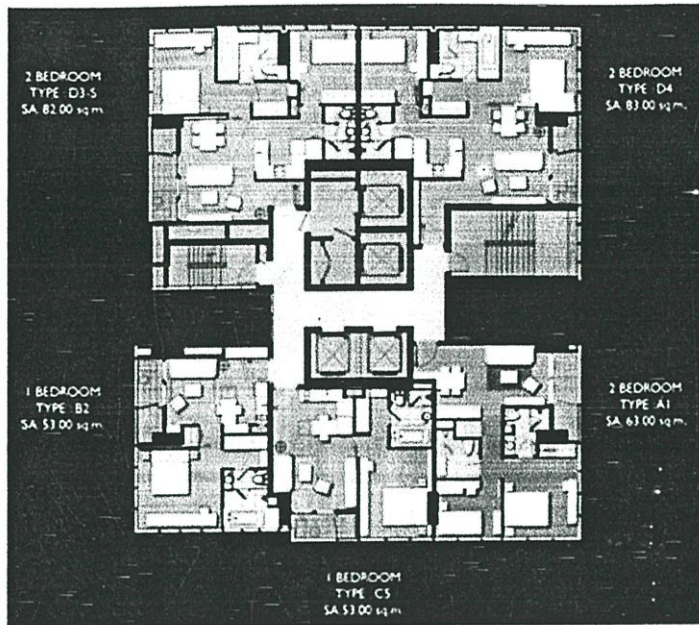 2 BEDROOM
TYPE : D3-S
SA. 82.00 sq.m.
2 BEDROOM
TYPE : D4
SA. 83.00 sq.m.
1 BEDROOM
TYPE : B2
SA. 53.00 sq.m.
2 BEDROOM
TYPE : A1
SA. 63.00 sq.m.
1 BEDROOM
TYPE : C5
SA. 53.00 sq.m.